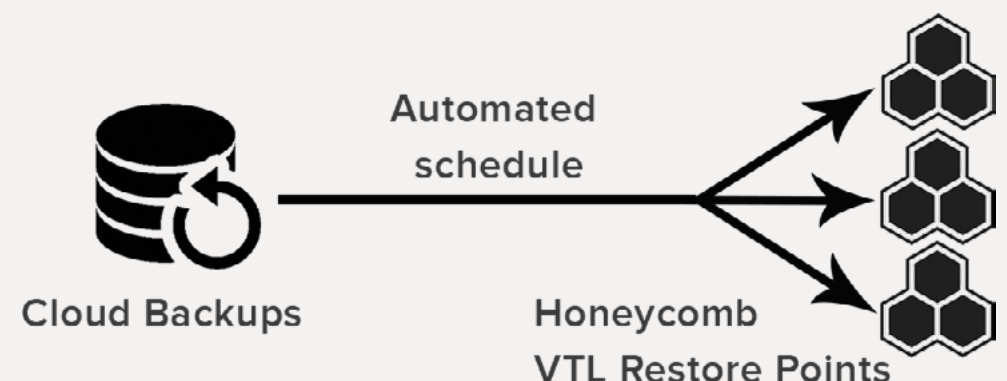 Automated
schedule
Cloud Backups
Honeycomb
VTL Restore Points